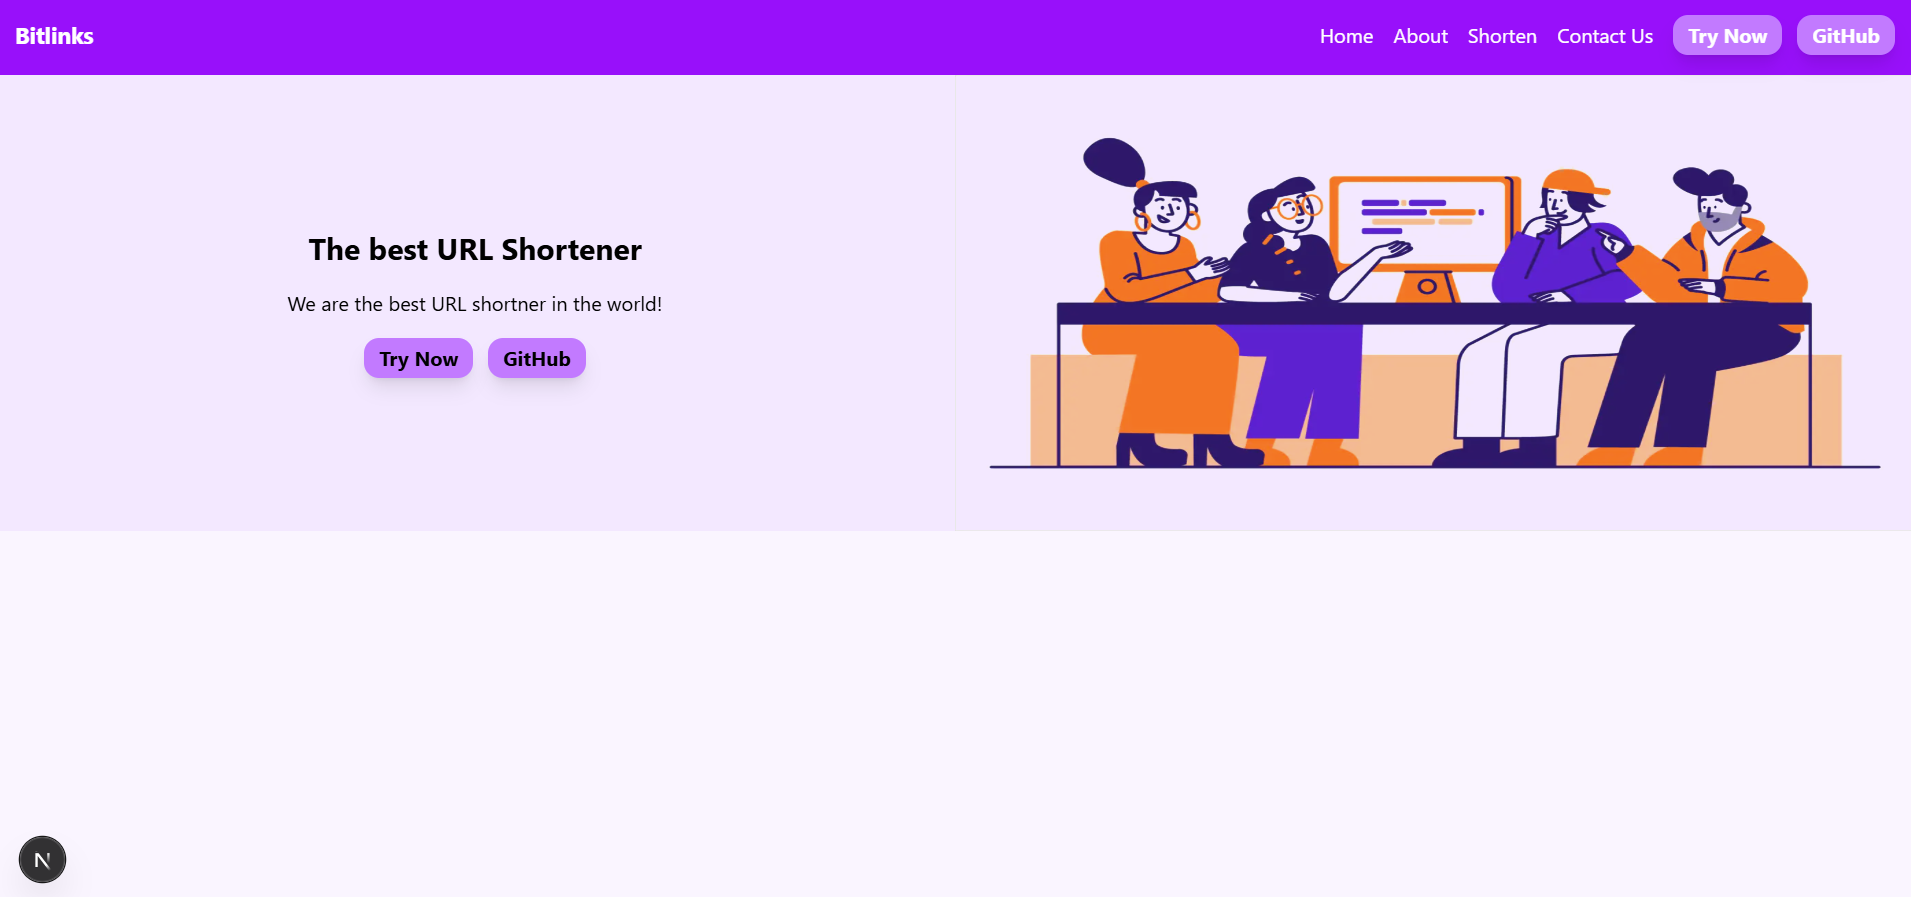 Bitlinks
Home About Shorten Contact Us Try Now GitHub
The best URL Shortener
We are the best URL shortner in the world!
Try Now GitHub
N